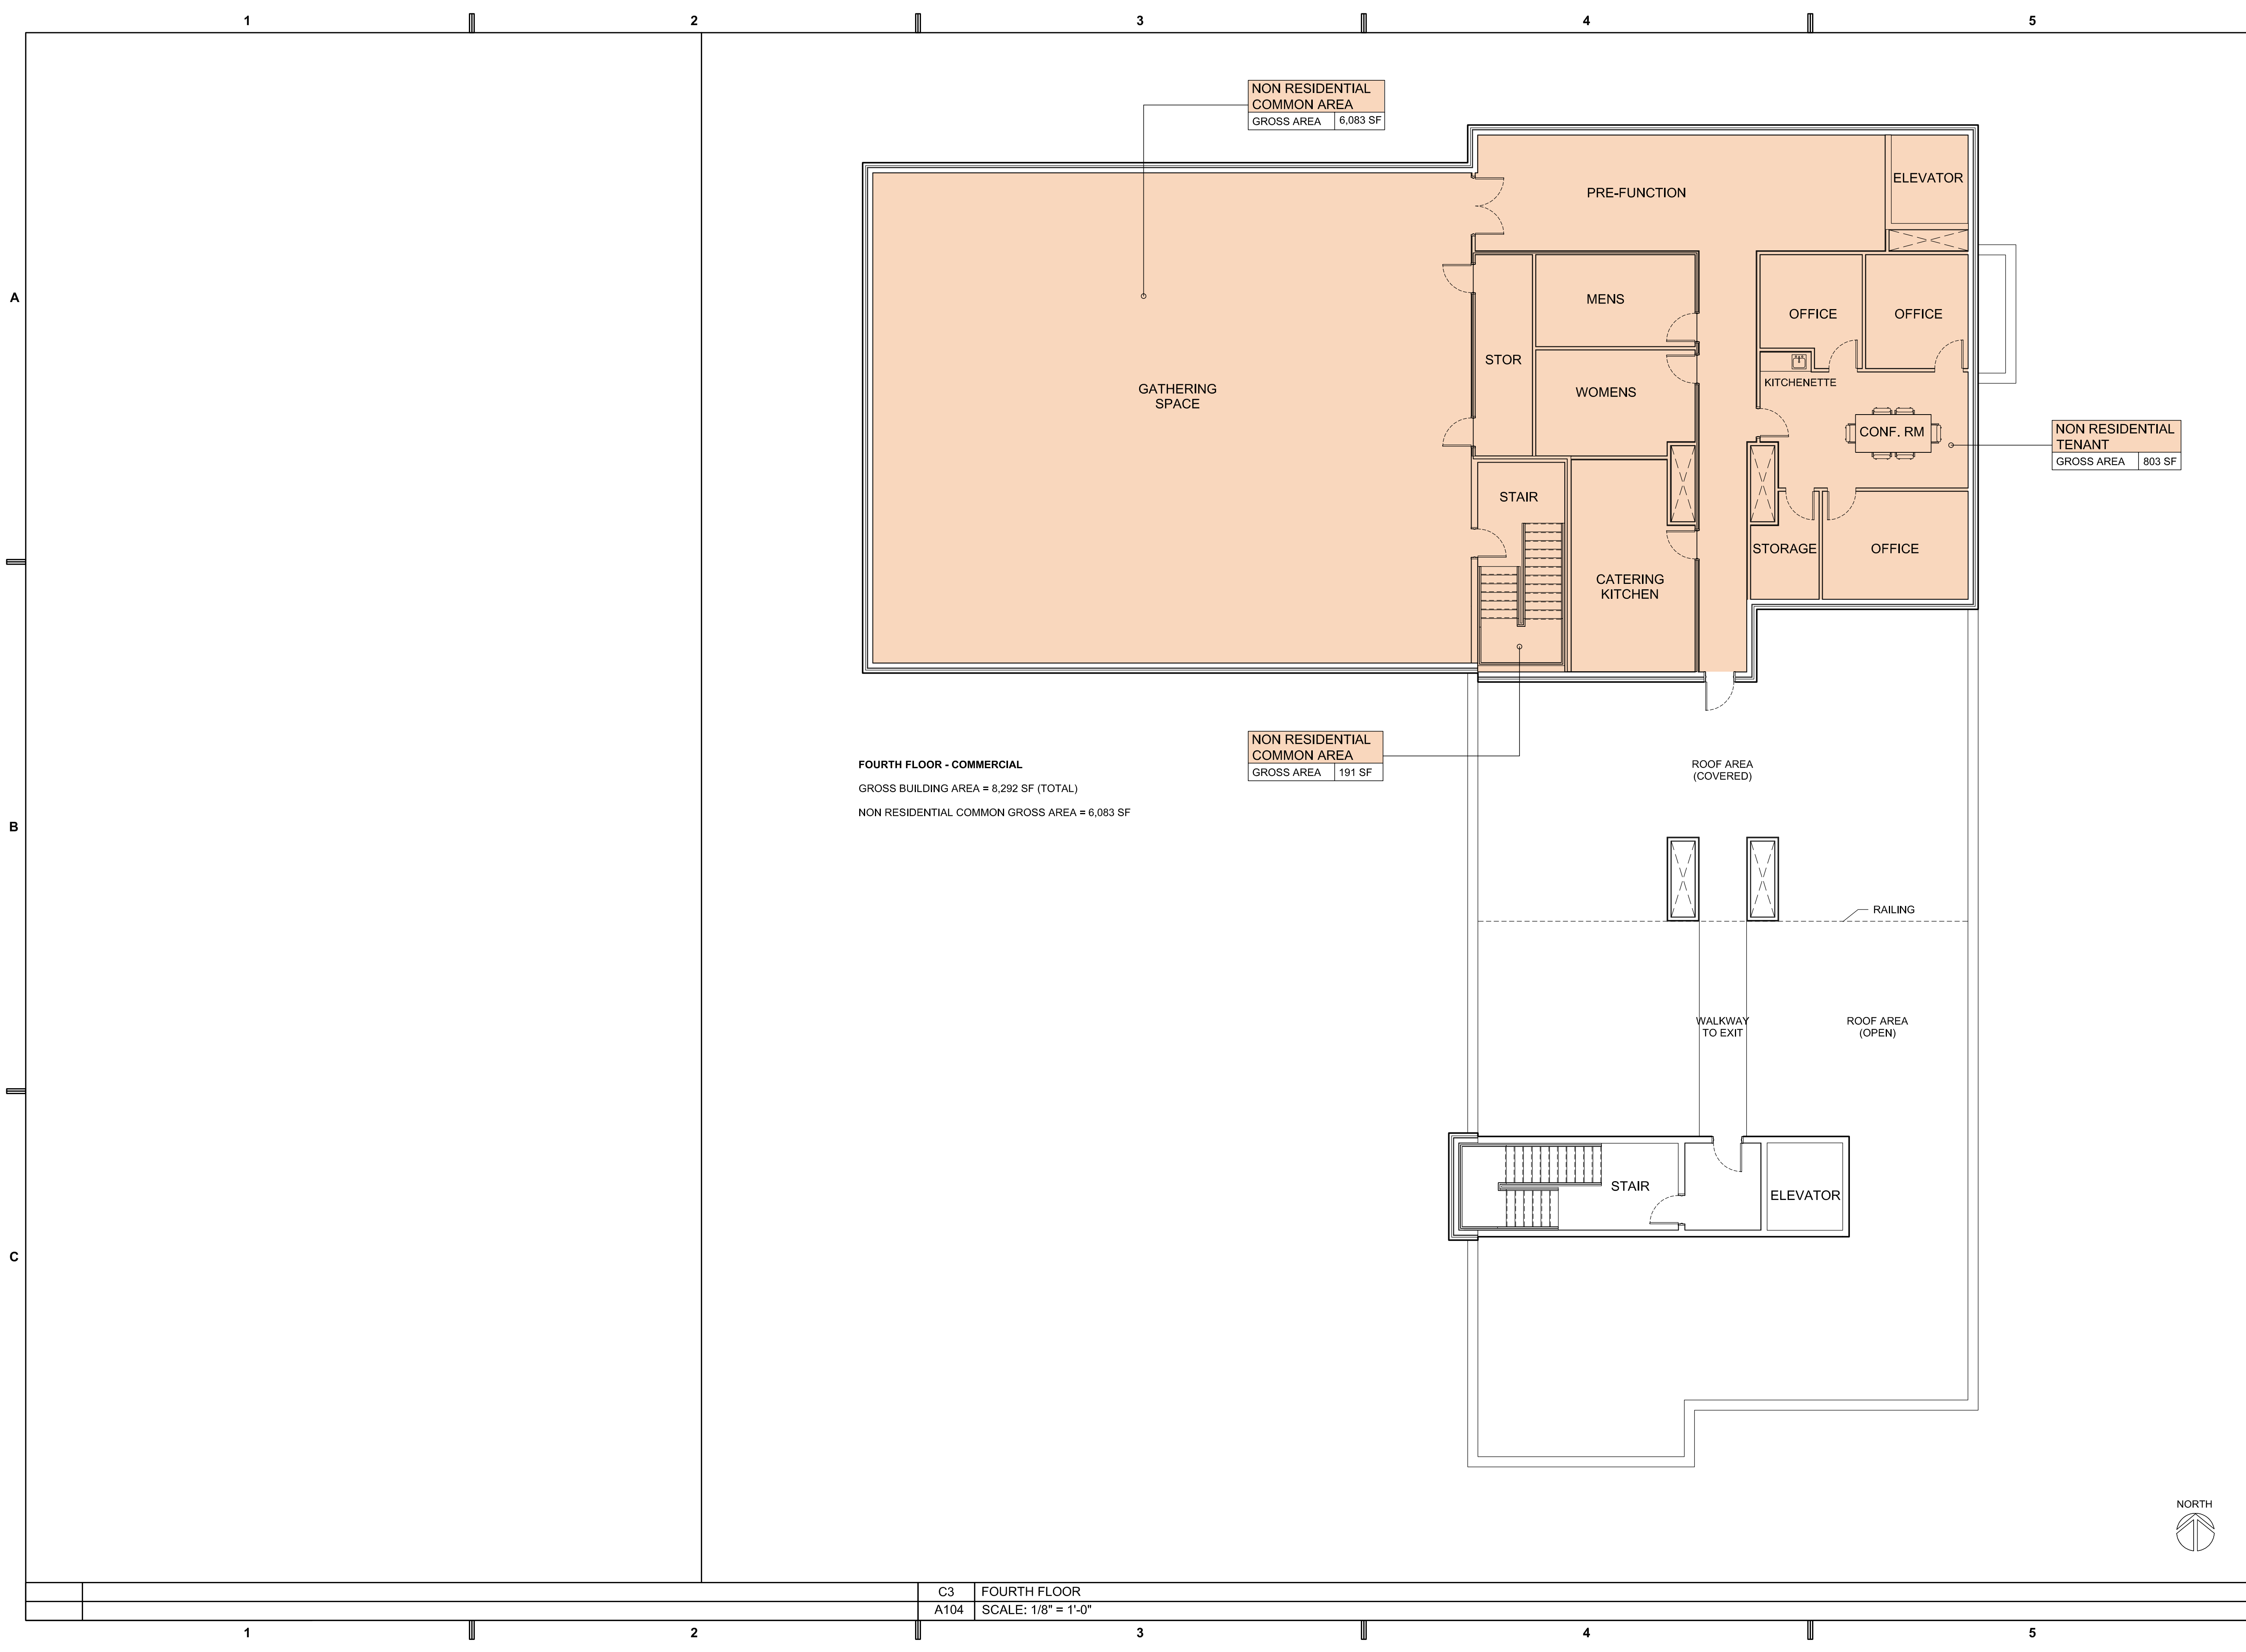 1 2 3 4 5
NON RESIDENTIAL
COMMON AREA
GROSS AREA 6,083 SF
PRE-FUNCTION
ELEVATOR
A
MENS
OFFICE
OFFICE
STOR
KITCHENETTE
GATHERING
SPACE
WOMENS
CONF. RM
NON RESIDENTIAL
TENANT
GROSS AREA 803 SF
STAIR
STORAGE
OFFICE
CATERING
KITCHEN
NON RESIDENTIAL
COMMON AREA
GROSS AREA 191 SF
FOURTH FLOOR - COMMERCIAL
GROSS BUILDING AREA = 8,292 SF (TOTAL)
NON RESIDENTIAL COMMON GROSS AREA = 6,083 SF
ROOF AREA
(COVERED)
B
RAILING
WALKWAY
TO EXIT
ROOF AREA
(OPEN)
STAIR
ELEVATOR
C
NORTH
C3 FOURTH FLOOR
A104 SCALE: 1/8" = 1'-0"
1 2 3 4 5